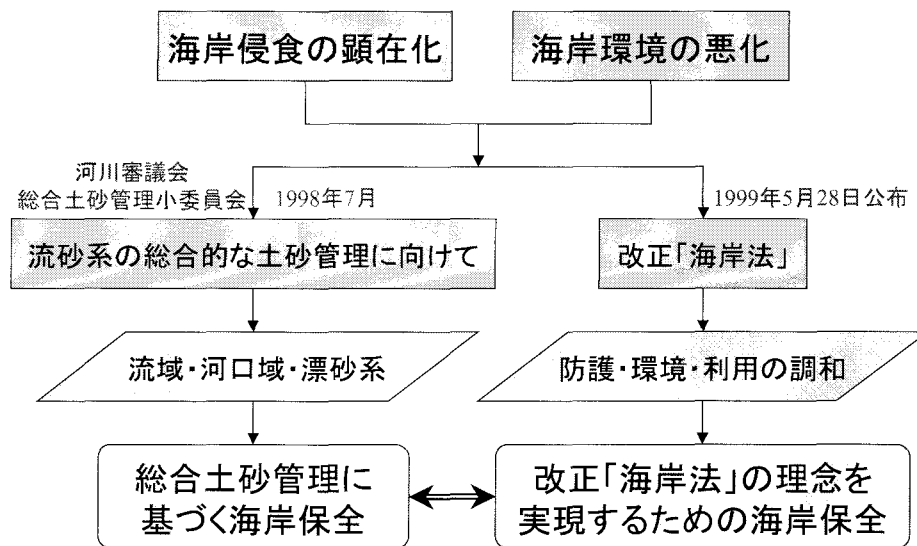 海岸侵食の顕在化
海岸環境の悪化
河川審議会
総合土砂管理小委員会
1998年7月
1999年5月28日公布
流砂系の総合的な土砂管理に向けて
改正「海岸法」
流域・河口域・漂砂系
防護・環境・利用の調和
総合土砂管理に
基づく海岸保全
改正「海岸法」の理念を
実現するための海岸保全